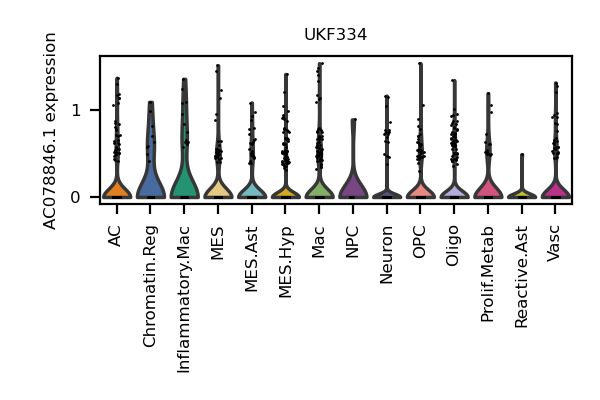 UKF334
AC078846.1 expression
1
0
AC
Chromatin.Reg
Inflammatory.Mac
MES
MES.Ast
MES.Hyp
Mac
NPC
Neuron
OPC
Oligo
Prolif.Metab
Reactive.Ast
Vasc